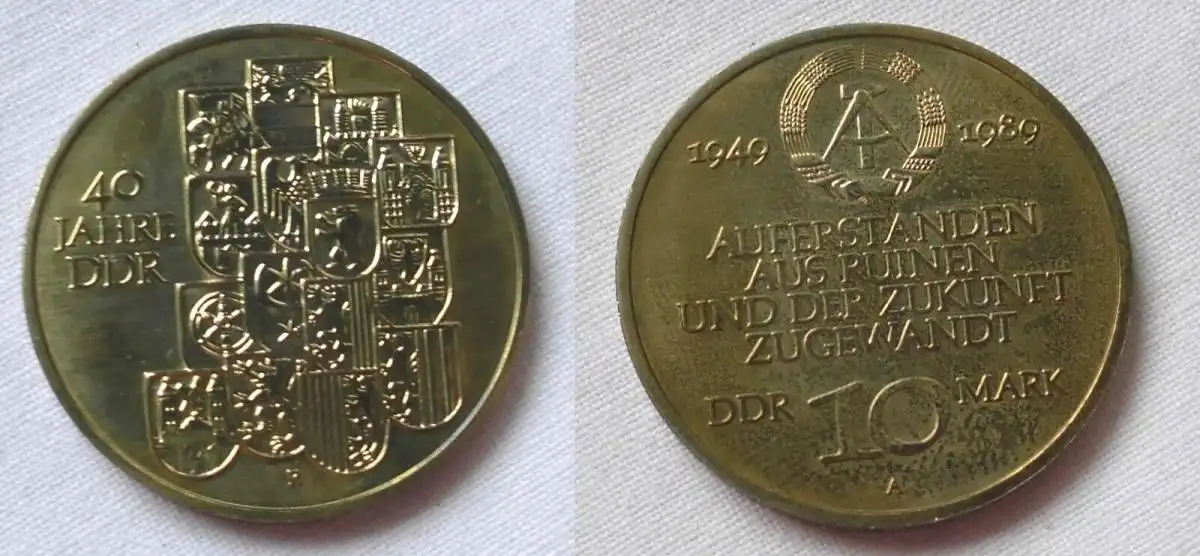 40
JAHRE
DDR
R
1949 1989
AUFERSTANDEN
AUS RUINEN
UND DER ZUKUNFT
ZUGEWANDT
DDR 10 MARK
A